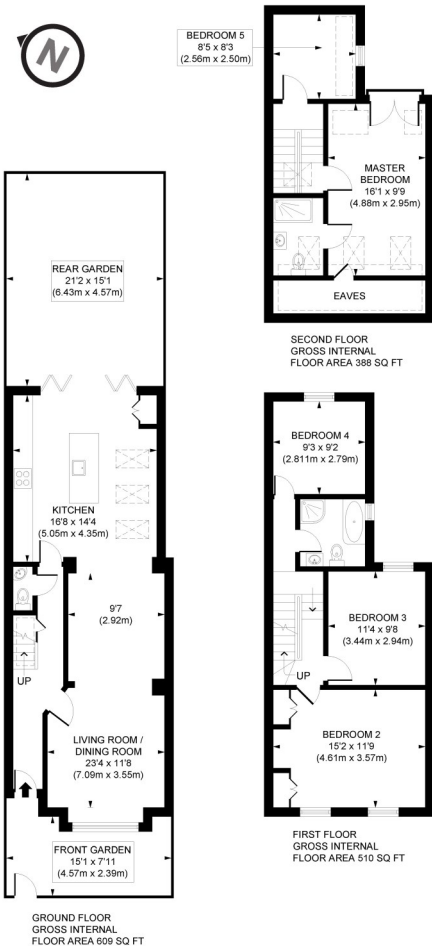 N
REAR GARDEN
21'2 x 15'1
(6.43m x 4.57m)
KITCHEN
16'8 x 14'4
(5.05m x 4.35m)
9'7
(2.92m)
UP
LIVING ROOM /
DINING ROOM
23'4 x 11'8
(7.09m x 3.55m)
FRONT GARDEN
15'1 x 7'11
(4.57m x 2.39m)
GROUND FLOOR
GROSS INTERNAL
FLOOR AREA 609 SQ FT
BEDROOM 5
8'5 x 8'3
(2.56m x 2.50m)
MASTER
BEDROOM
16'1 x 9'9
(4.88m x 2.95m)
EAVES
SECOND FLOOR
GROSS INTERNAL
FLOOR AREA 388 SQ FT
BEDROOM 4
9'3 x 9'2
(2.811m x 2.79m)
BEDROOM 3
11'4 x 9'8
(3.44m x 2.94m)
UP
BEDROOM 2
15'2 x 11'9
(4.61m x 3.57m)
FIRST FLOOR
GROSS INTERNAL
FLOOR AREA 510 SQ FT